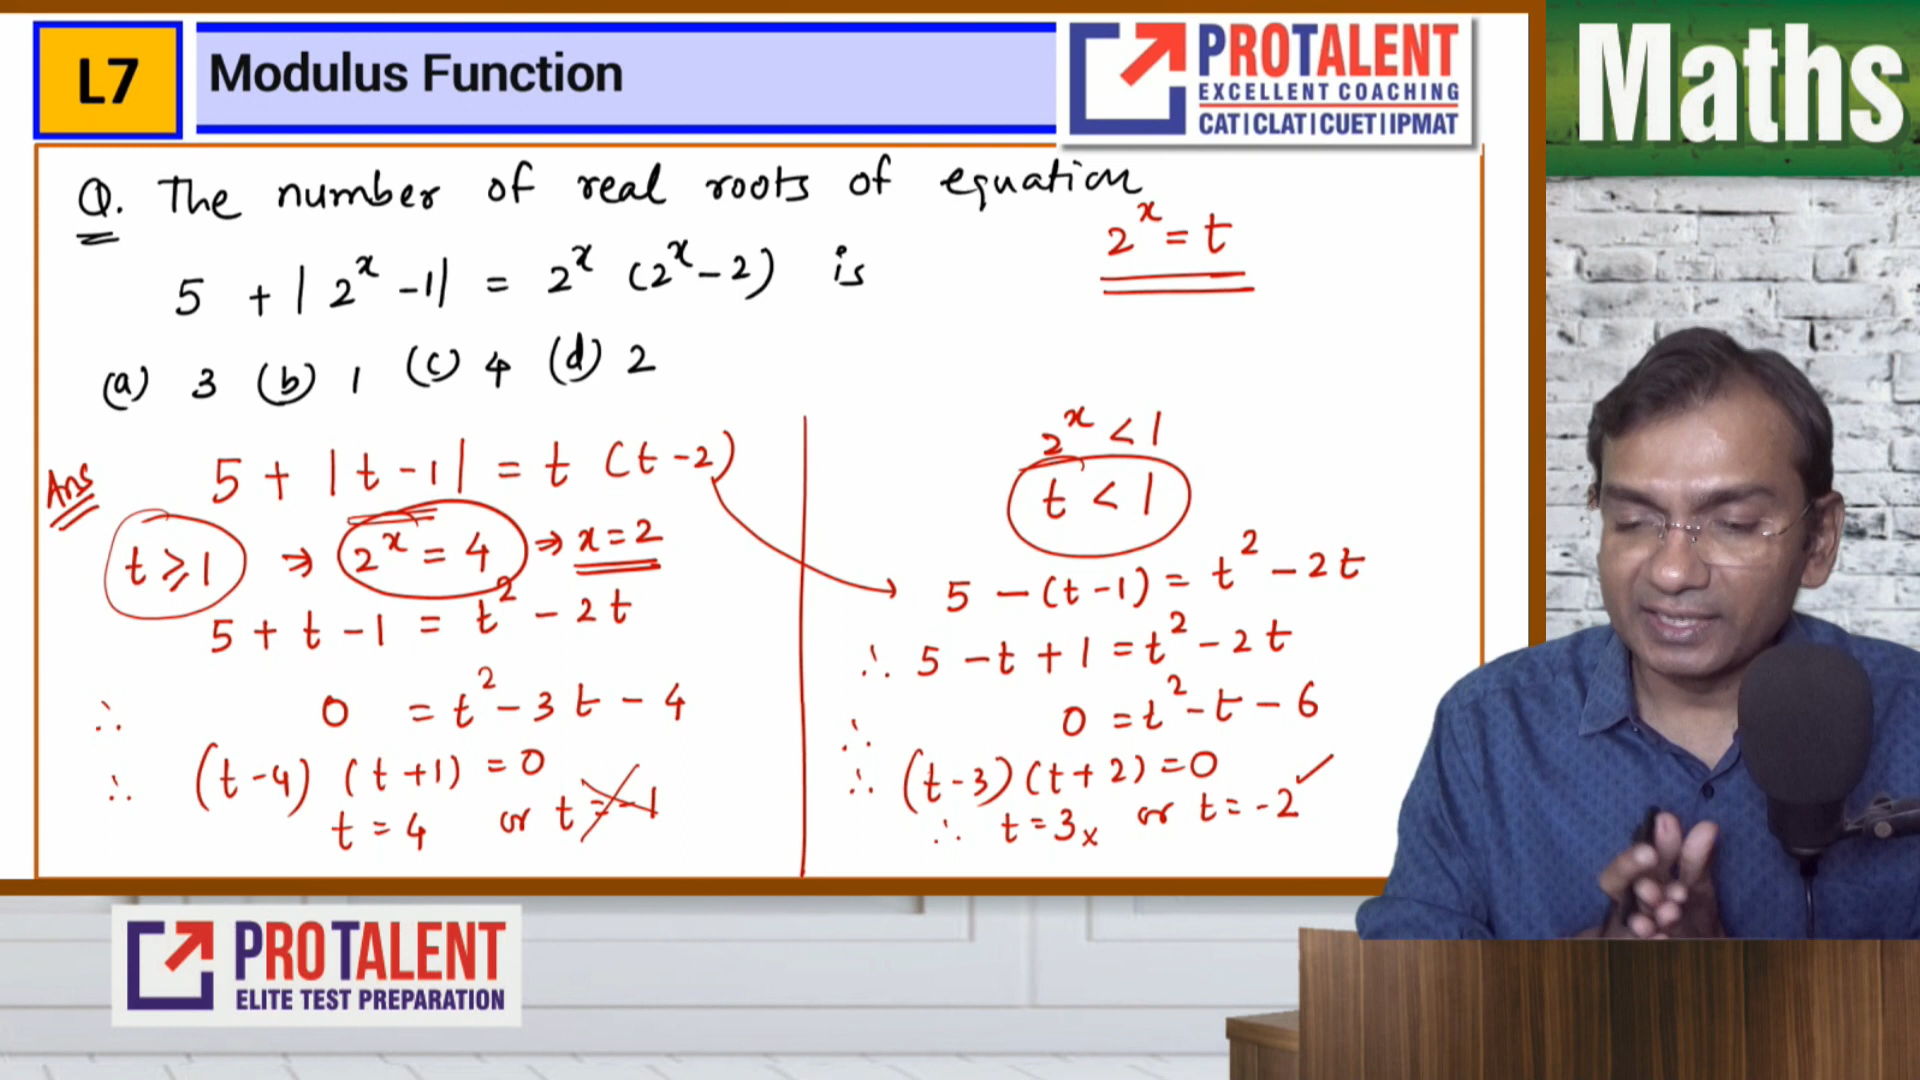 L7
Modulus Function
PROTALENT
EXCELLENT COACHING
CAT|CLAT|CUET|IPMAT
Maths
Q. The number of real roots of equation
5 + |2^x - 1| = 2^x (2^x - 2) is
2^x = t
(a) 3 (b) 1 (c) 4 (d) 2
Ans
5 + |t - 1| = t (t - 2)
t ⩾ 1 ⇒ 2^x = 4 ⇒ x = 2
5 + t - 1 = t^2 - 2t
∴ 0 = t^2 - 3t - 4
∴ (t - 4) (t + 1) = 0
t = 4 or t = -1
2^x < 1
t < 1
5 - (t - 1) = t^2 - 2t
∴ 5 - t + 1 = t^2 - 2t
∴ 0 = t^2 - t - 6
∴ (t - 3) (t + 2) = 0
∴ t = 3 x or t = -2 ✓
PROTALENT
ELITE TEST PREPARATION